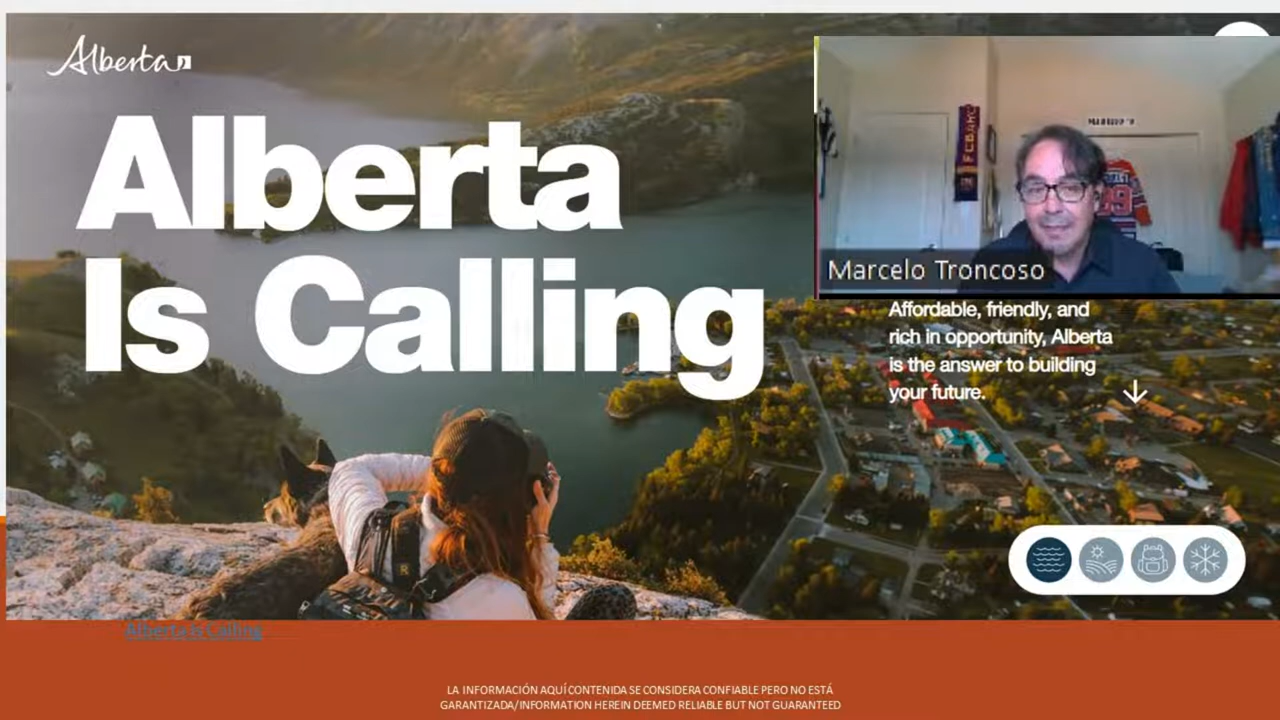 Alberta
Alberta
Is Calling
FCBARC
Marcelo Troncoso
Affordable, friendly, and
rich in opportunity, Alberta
is the answer to building
your future.
Alberta Is Calling
LA INFORMACIÓN AQUÍ CONTENIDA SE CONSIDERA CONFIABLE PERO NO ESTÁ
GARANTIZADA/INFORMATION HEREIN DEEMED RELIABLE BUT NOT GUARANTEED